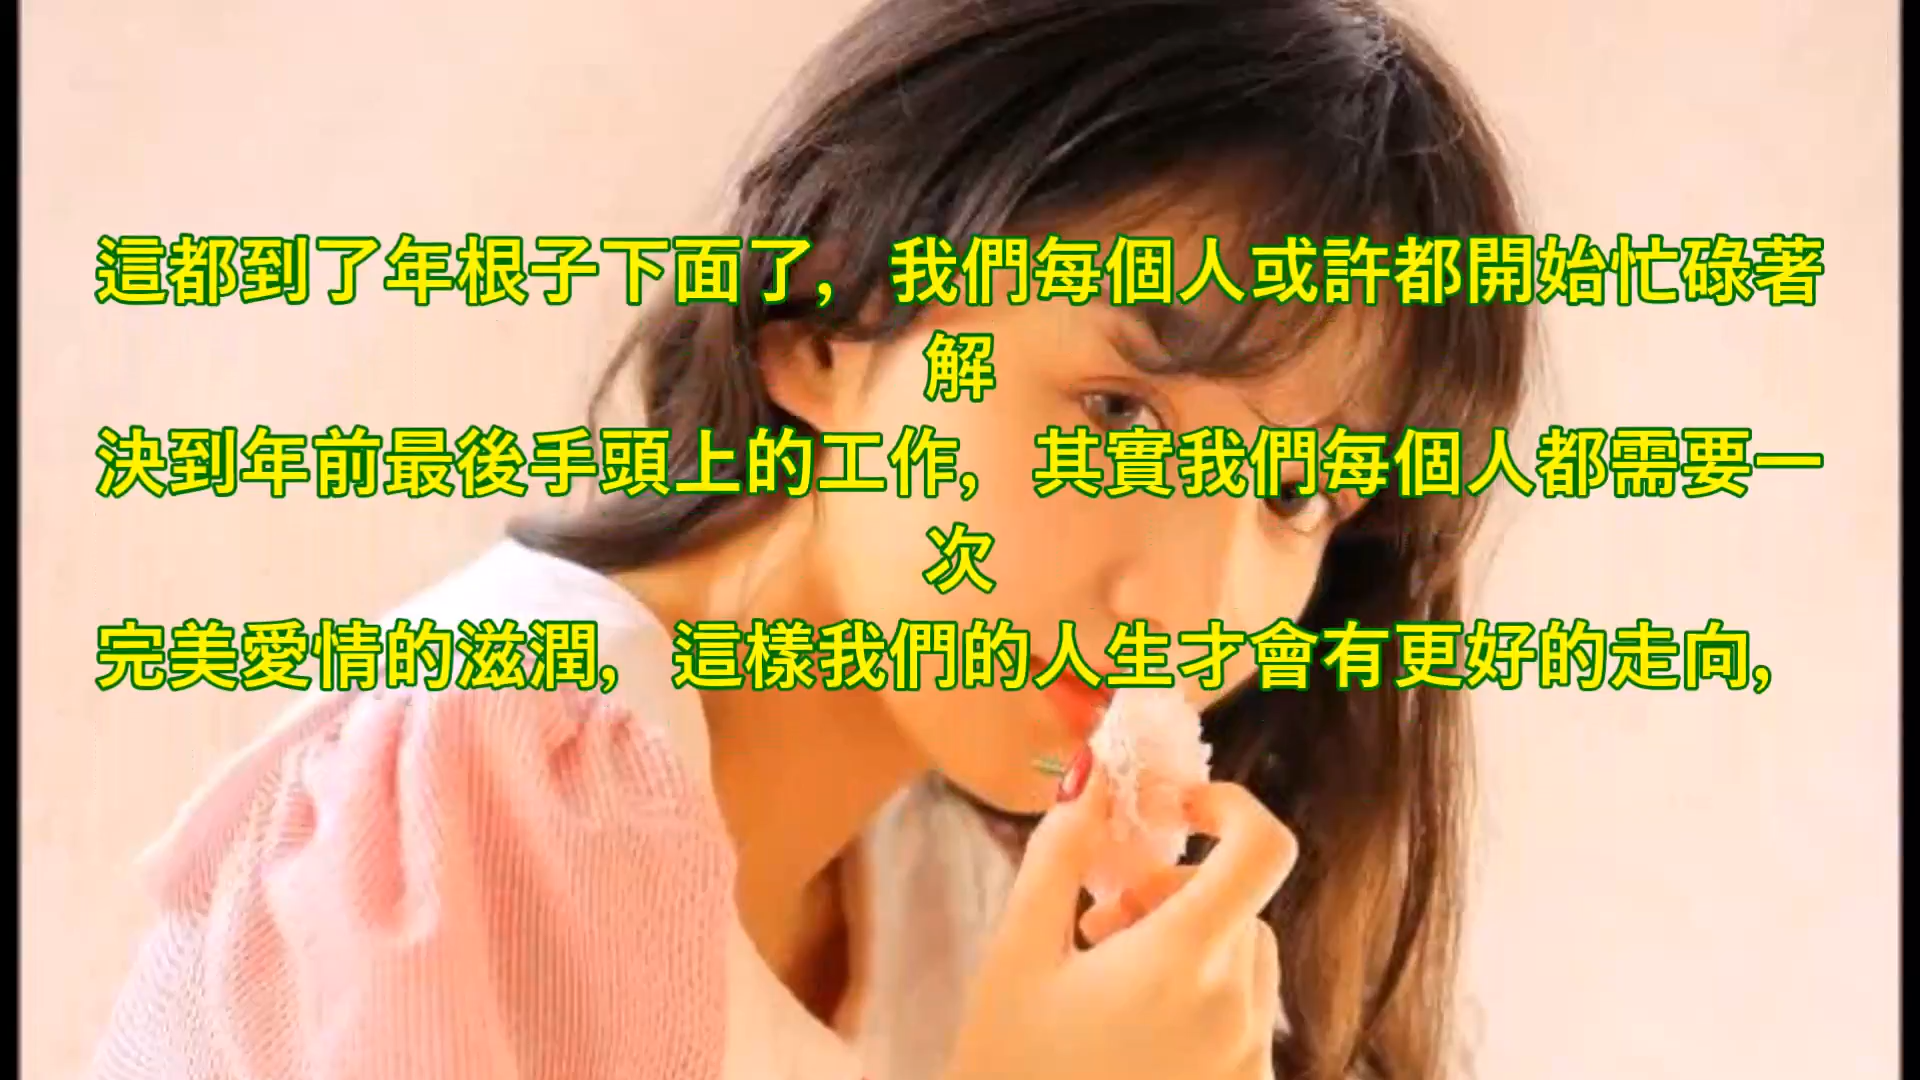 這都到了年根子下面了，我們每個人或許都開始忙碌著
解
決到年前最後手頭上的工作，其實我們每個人都需要一
次
完美愛情的滋潤，這樣我們的人生才會有更好的走向，